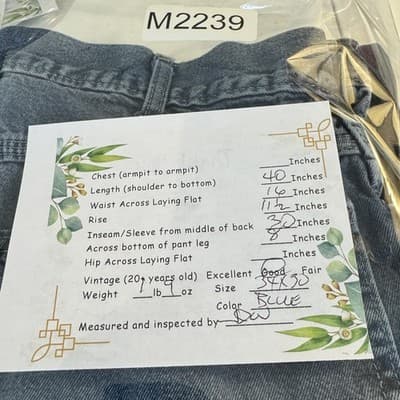 M2239
Chest (armpit to armpit) Inches
Length (shoulder to bottom) 40 Inches
Waist Across Laying Flat 16 Inches
Rise 11½ Inches
Inseam/Sleeve from middle of back 30 Inches
Across bottom of pant leg 8 Inches
Hip Across Laying Flat Inches
Vintage (20+ years old) Excellent Good Fair
Weight 1 lb 9 oz Size 34x30
Color BLUE
Measured and inspected by